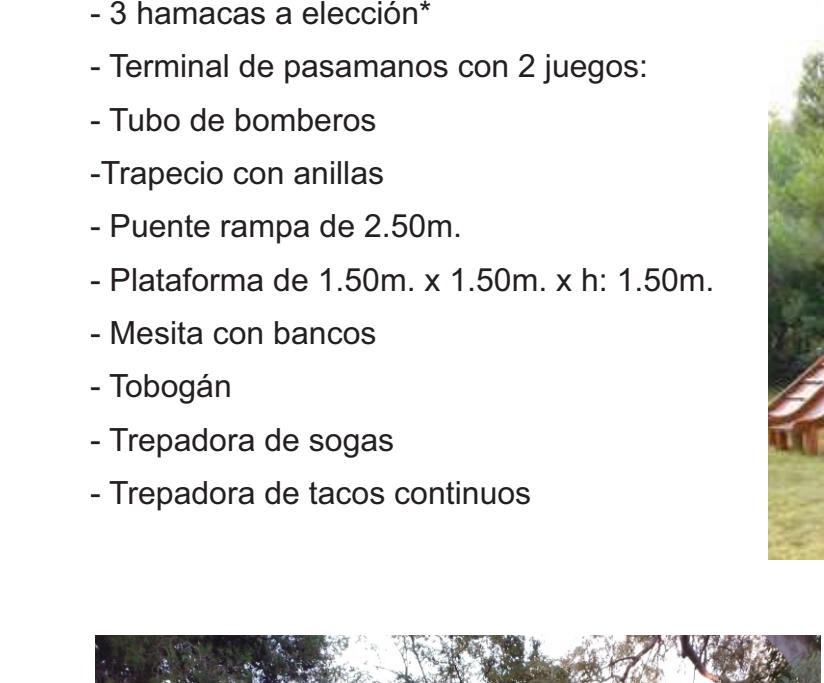 - 3 hamacas a elección*
- Terminal de pasamanos con 2 juegos:
- Tubo de bomberos
-Trapecio con anillas
- Puente rampa de 2.50m.
- Plataforma de 1.50m. x 1.50m. x h: 1.50m.
- Mesita con bancos
- Tobogán
- Trepadora de sogas
- Trepadora de tacos continuos